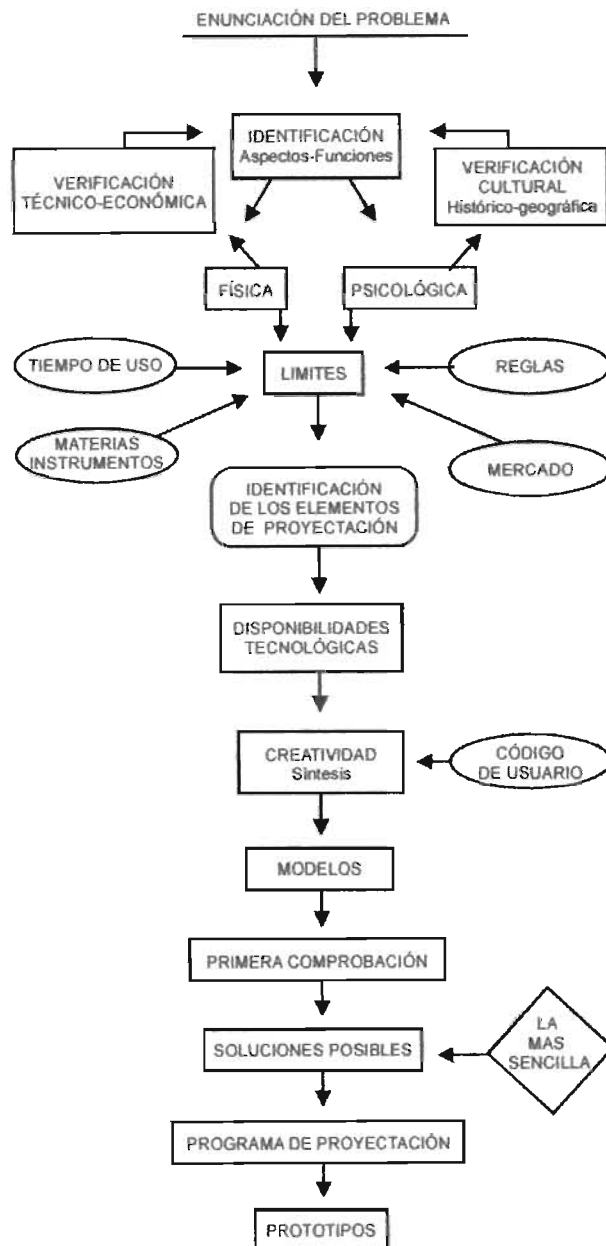 ENUNCIACIÓN DEL PROBLEMA
IDENTIFICACIÓN
Aspectos-Funciones
VERIFICACIÓN
TÉCNICO-ECONÓMICA
VERIFICACIÓN
CULTURAL
Histórico-geográfica
FÍSICA
PSICOLÓGICA
TIEMPO DE USO
LIMITES
REGLAS
MATERIAS
INSTRUMENTOS
MERCADO
IDENTIFICACIÓN
DE LOS ELEMENTOS
DE PROYECTACIÓN
DISPONIBILIDADES
TECNOLÓGICAS
CREATIVIDAD
Síntesis
CÓDIGO
DE USUARIO
MODELOS
PRIMERA COMPROBACIÓN
SOLUCIONES POSIBLES
LA
MAS
SENCILLA
PROGRAMA DE PROYECTACIÓN
PROTOTIPOS